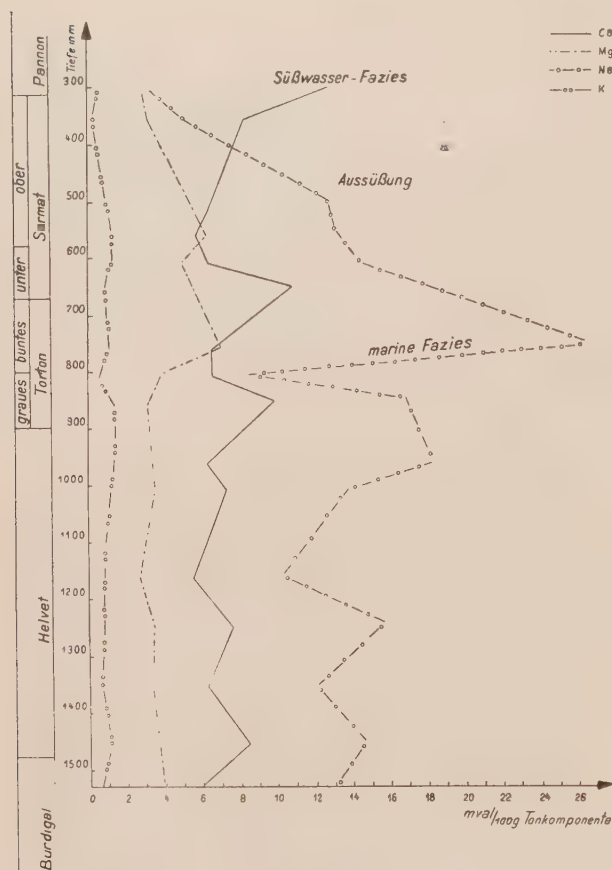 Ca
Mg
Na
K
Tiefe in m
Pannon
ober
Sarmat
unter
buntes
Torton
graues
Helvet
Burdigal
Süßwasser-Fazies
Aussüßung
marine Fazies
300
400
500
600
700
800
900
1000
1100
1200
1300
1400
1500
0 2 4 6 8 10 12 14 16 18 20 22 24 26
mval/100g Tonkomponente